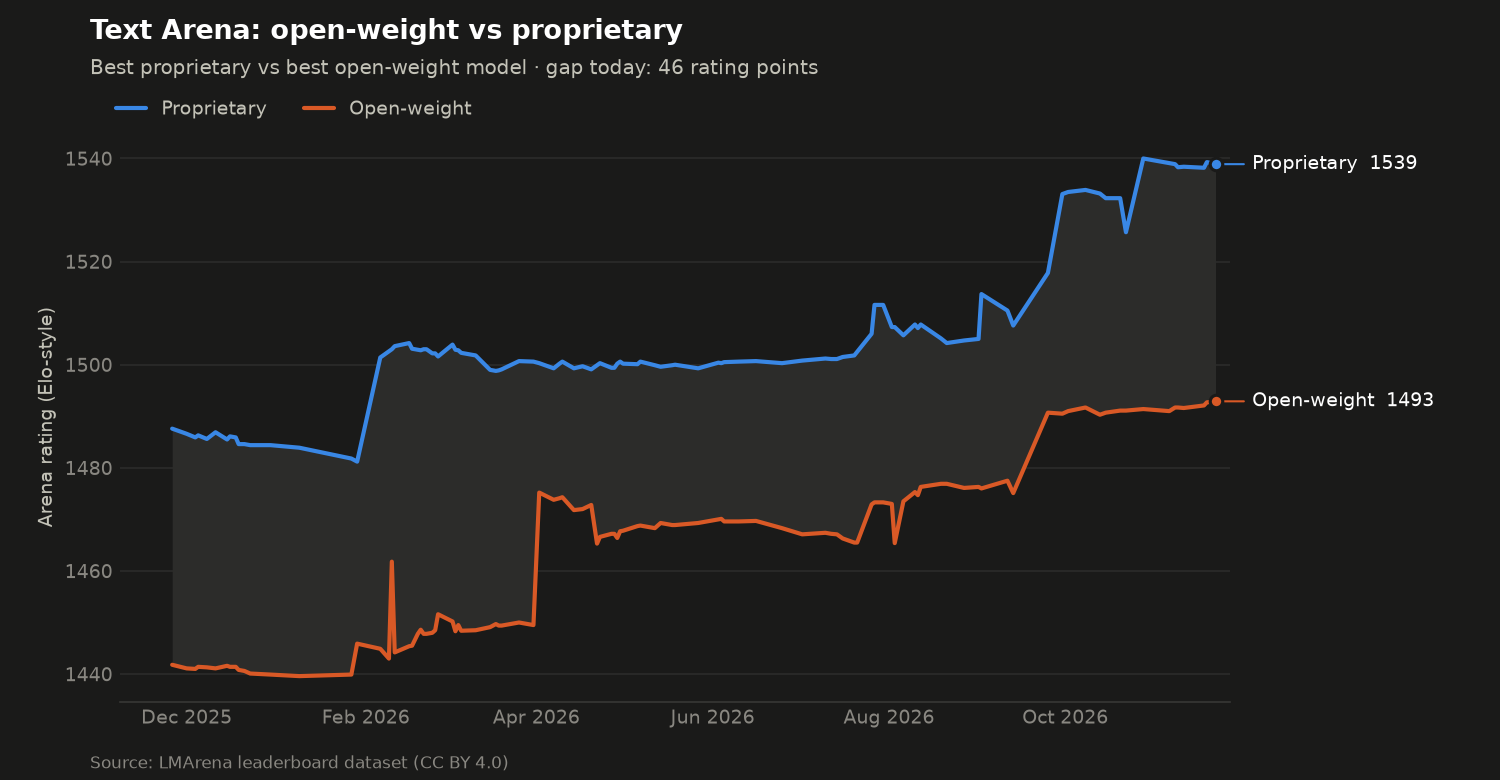 Text Arena: open-weight vs proprietary
Best proprietary vs best open-weight model · gap today: 46 rating points
Proprietary Open-weight
Arena rating (Elo-style)
1540
1520
1500
1480
1460
1440
Proprietary 1539
Open-weight 1493
Dec 2025 Feb 2026 Apr 2026 Jun 2026 Aug 2026 Oct 2026
Source: LMArena leaderboard dataset (CC BY 4.0)